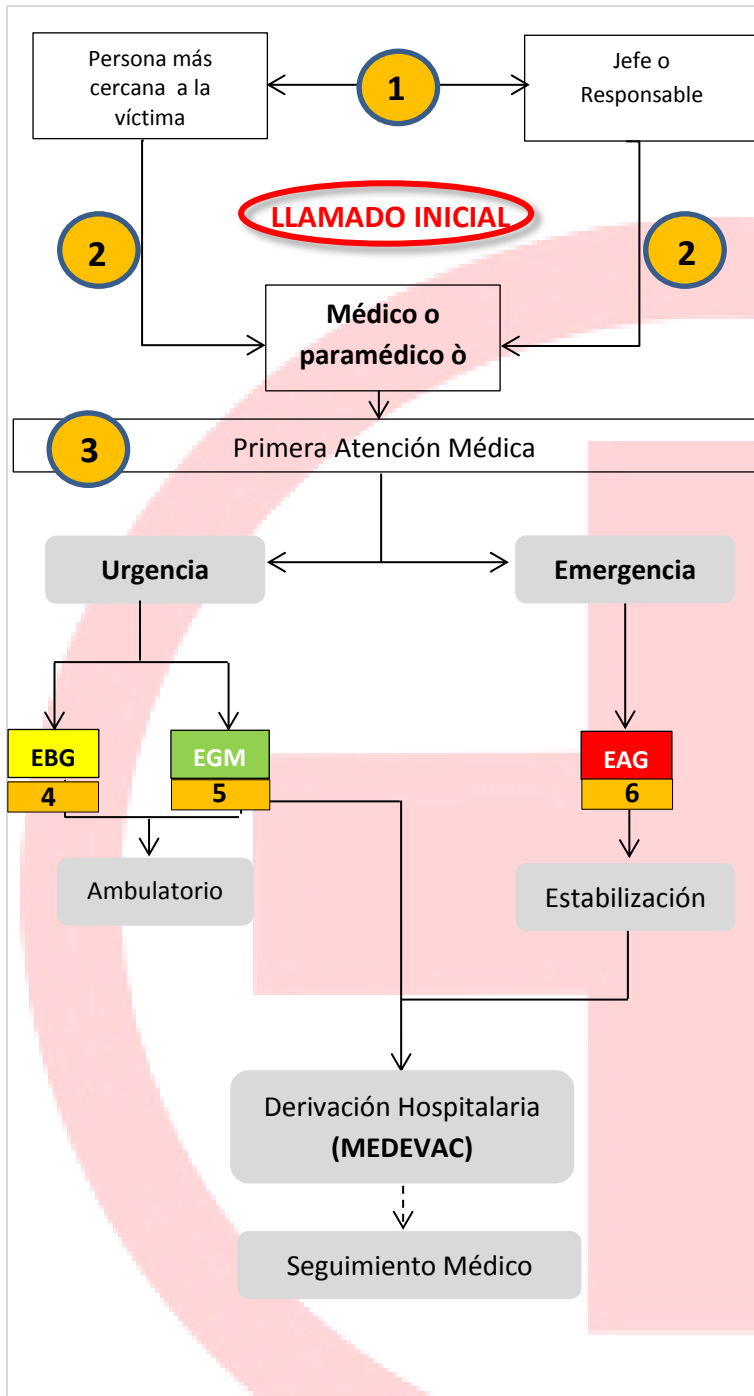 Persona más
cercana a la
víctima
1
Jefe o
Responsable
LLAMADO INICIAL
2
2
Médico o
paramédico ò
3
Primera Atención Médica
Urgencia
Emergencia
EBG
EGM
EAG
4
5
6
Ambulatorio
Estabilización
Derivación Hospitalaria
(MEDEVAC)
Seguimiento Médico